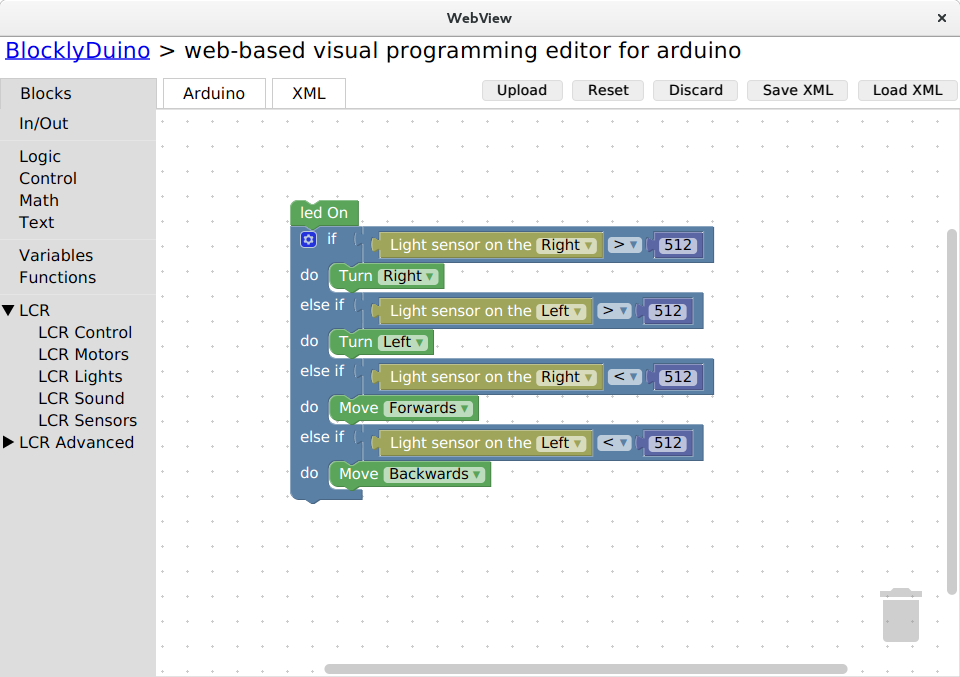 WebView ×
BlocklyDuino > web-based visual programming editor for arduino
Blocks Arduino XML Upload Reset Discard Save XML Load XML
In/Out
Logic
Control
Math
Text
Variables
Functions
LCR
LCR Control
LCR Motors
LCR Lights
LCR Sound
LCR Sensors
LCR Advanced
led On
if Light sensor on the Right > 512
do Turn Right
else if Light sensor on the Left > 512
do Turn Left
else if Light sensor on the Right < 512
do Move Forwards
else if Light sensor on the Left < 512
do Move Backwards